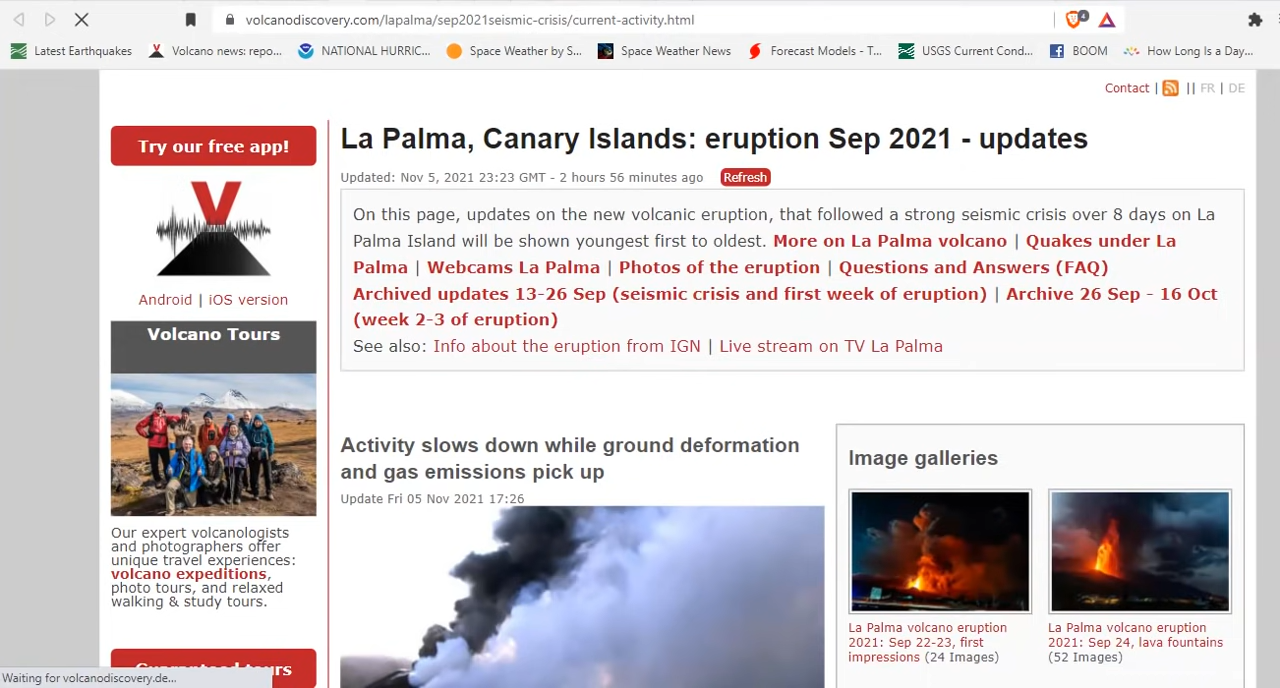 volcanodiscovery.com/lapalma/sep2021seismic-crisis/current-activity.html
4
Latest Earthquakes
Volcano news: repo...
NATIONAL HURRIC...
Space Weather by S...
Space Weather News
Forecast Models - T...
USGS Current Cond...
BOOM
How Long Is a Day...
Contact | || FR | DE
Try our free app!
Android | iOS version
Volcano Tours
Our expert volcanologists
and photographers offer
unique travel experiences:
volcano expeditions,
photo tours, and relaxed
walking & study tours.
Guaranteed tours
La Palma, Canary Islands: eruption Sep 2021 - updates
Updated: Nov 5, 2021 23:23 GMT - 2 hours 56 minutes ago Refresh
On this page, updates on the new volcanic eruption, that followed a strong seismic crisis over 8 days on La
Palma Island will be shown youngest first to oldest. More on La Palma volcano | Quakes under La
Palma | Webcams La Palma | Photos of the eruption | Questions and Answers (FAQ)
Archived updates 13-26 Sep (seismic crisis and first week of eruption) | Archive 26 Sep - 16 Oct
(week 2-3 of eruption)
See also: Info about the eruption from IGN | Live stream on TV La Palma
Activity slows down while ground deformation
and gas emissions pick up
Update Fri 05 Nov 2021 17:26
Image galleries
La Palma volcano eruption
2021: Sep 22-23, first
impressions (24 Images)
La Palma volcano eruption
2021: Sep 24, lava fountains
(52 Images)
Waiting for volcanodiscovery.de...